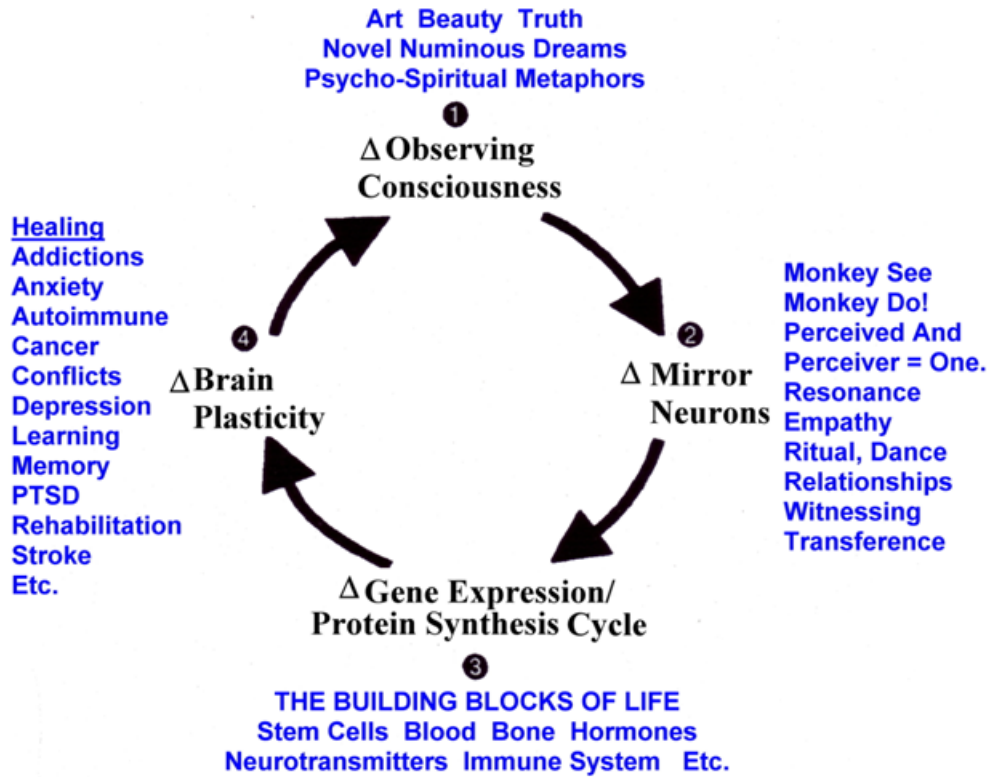 Art Beauty Truth
Novel Numinous Dreams
Psycho-Spiritual Metaphors
1
Δ Observing
Consciousness
2
Δ Mirror
Neurons
Monkey See
Monkey Do!
Perceived And
Perceiver = One.
Resonance
Empathy
Ritual, Dance
Relationships
Witnessing
Transference
Δ Gene Expression/
Protein Synthesis Cycle
3
THE BUILDING BLOCKS OF LIFE
Stem Cells Blood Bone Hormones
Neurotransmitters Immune System Etc.
4
Δ Brain
Plasticity
Healing
Addictions
Anxiety
Autoimmune
Cancer
Conflicts
Depression
Learning
Memory
PTSD
Rehabilitation
Stroke
Etc.